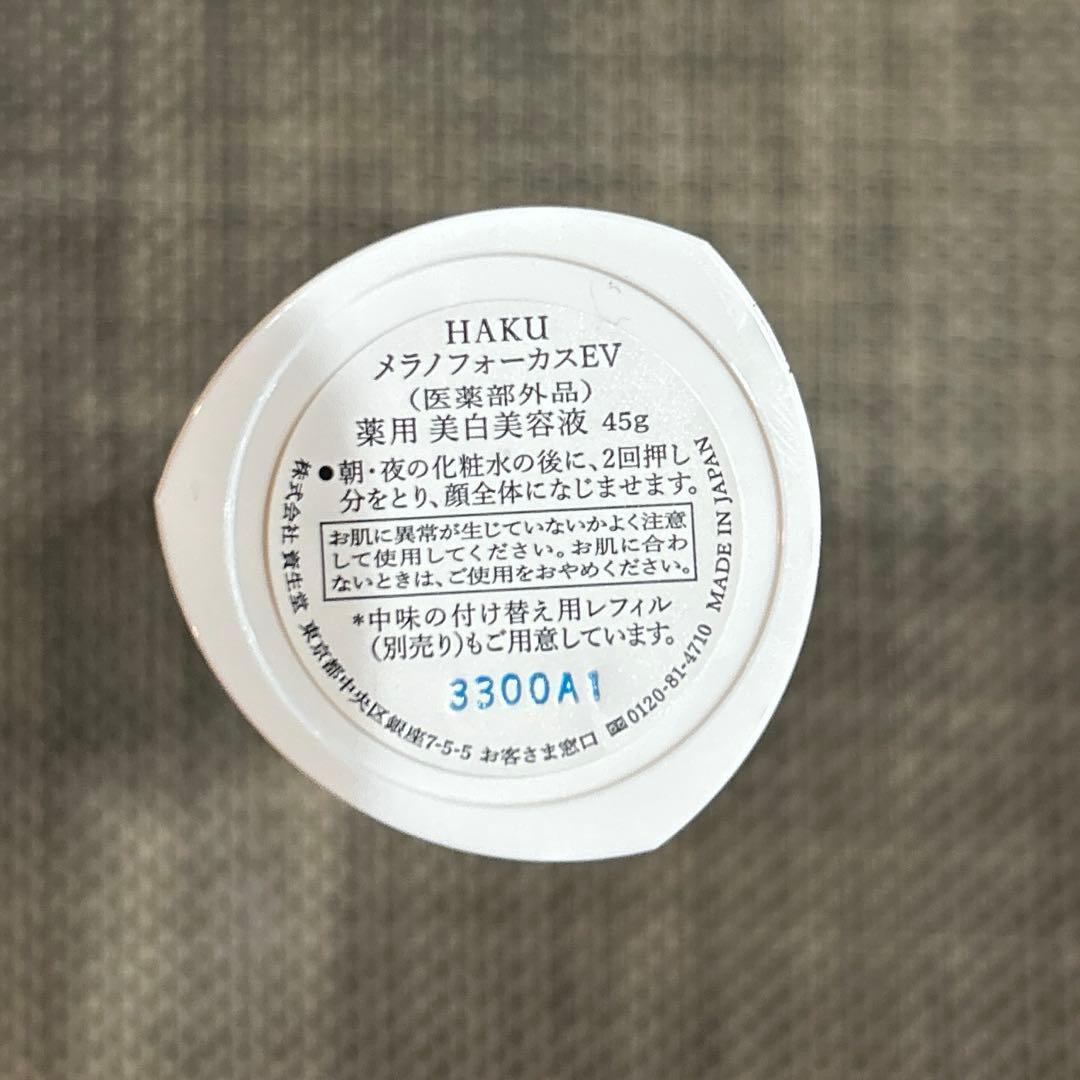 HAKU
メラノフォーカスEV
（医薬部外品）
薬用 美白美容液 45g
●朝・夜の化粧水の後に、2回押し
分をとり、顔全体になじませます。
お肌に異常が生じていないかよく注意
して使用してください。お肌に合わ
ないときは、ご使用をおやめください。
*中味の付け替え用レフィル
(別売り)もご用意しています。
3300A1
株式会社 資生堂 東京都中央区銀座7-5-5 お客さま窓口 0120-81-4710 MADE IN JAPAN